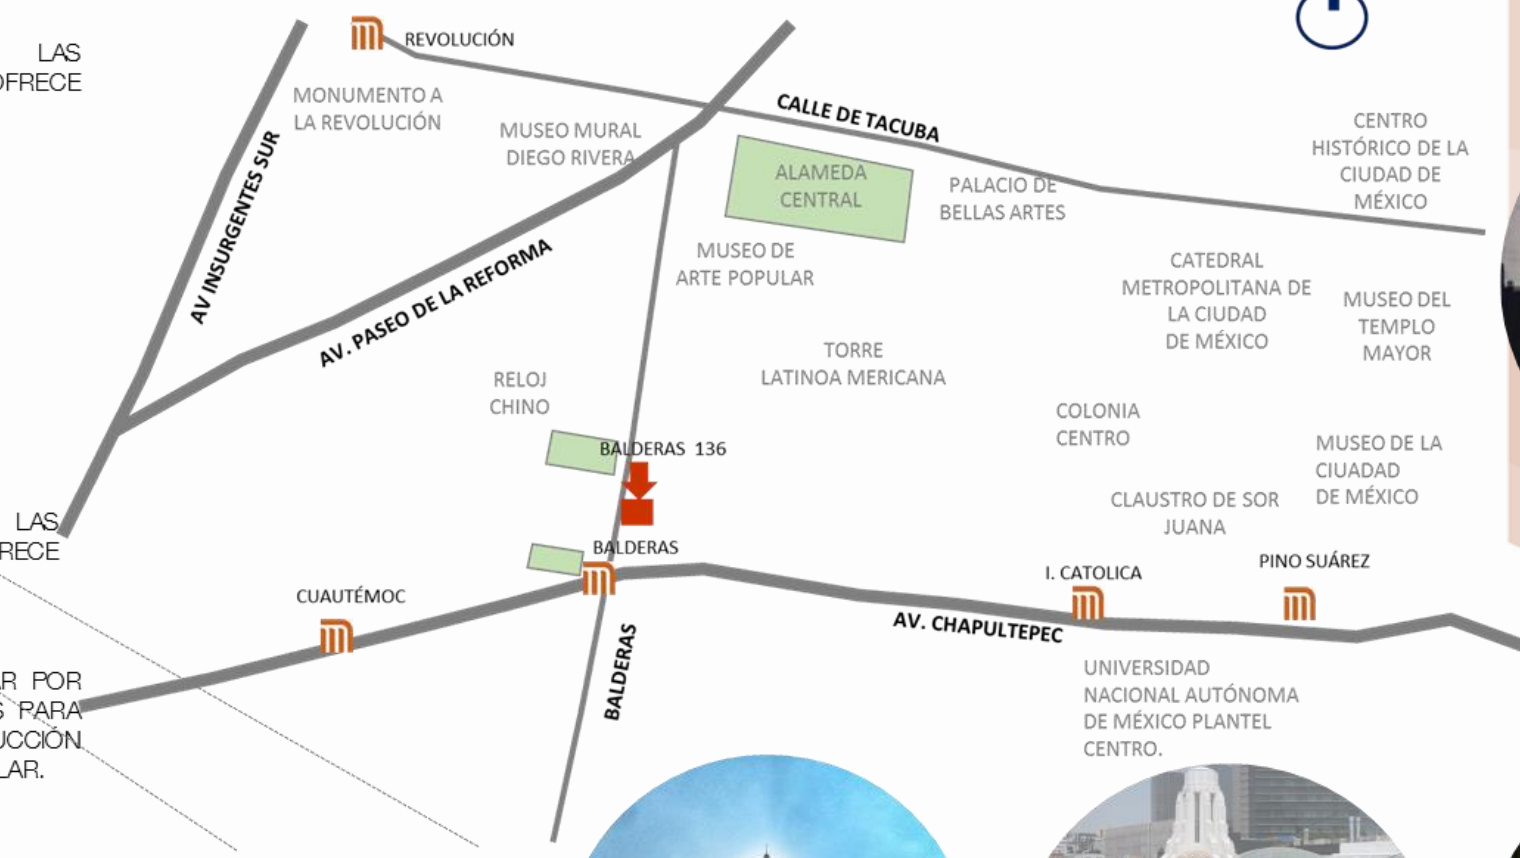 LAS
OFRECE
REVOLUCIÓN
MONUMENTO A
LA REVOLUCIÓN
MUSEO MURAL
DIEGO RIVERA
CALLE DE TACUBA
CENTRO
HISTÓRICO DE LA
CIUDAD DE
MÉXICO
AV INSURGENTES SUR
ALAMEDA
CENTRAL
PALACIO DE
BELLAS ARTES
AV. PASEO DE LA REFORMA
MUSEO DE
ARTE POPULAR
CATEDRAL
METROPOLITANA DE
LA CIUDAD
DE MÉXICO
MUSEO DEL
TEMPLO
MAYOR
TORRE
LATINOA MERICANA
RELOJ
CHINO
COLONIA
CENTRO
BALDERAS 136
MUSEO DE LA
CIUADAD
DE MÉXICO
CLAUSTRO DE SOR
JUANA
LAS
RECE
BALDERAS
PINO SUÁREZ
I. CATOLICA
CUAUTÉMOC
AV. CHAPULTEPEC
BALDERAS
UNIVERSIDAD
NACIONAL AUTÓNOMA
DE MÉXICO PLANTEL
CENTRO.
AR POR
S PARA
UCCIÓN
LAR.